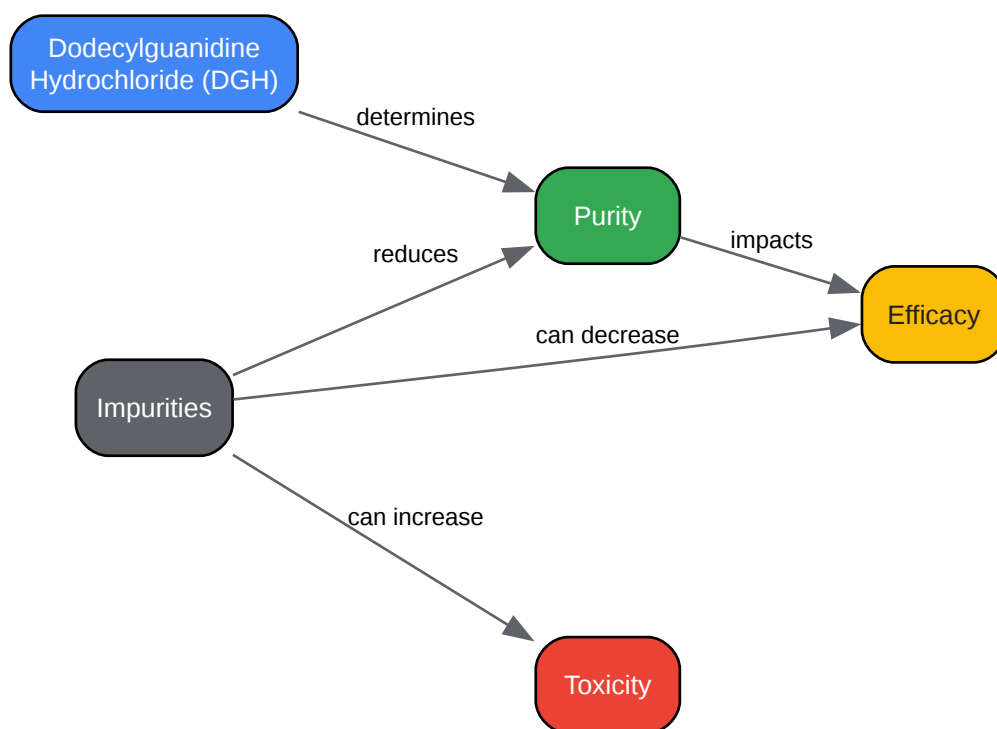 Dodecylguanidine
Hydrochloride (DGH)
determines
Purity
reduces
impacts
Efficacy
can decrease
Impurities
can increase
Toxicity